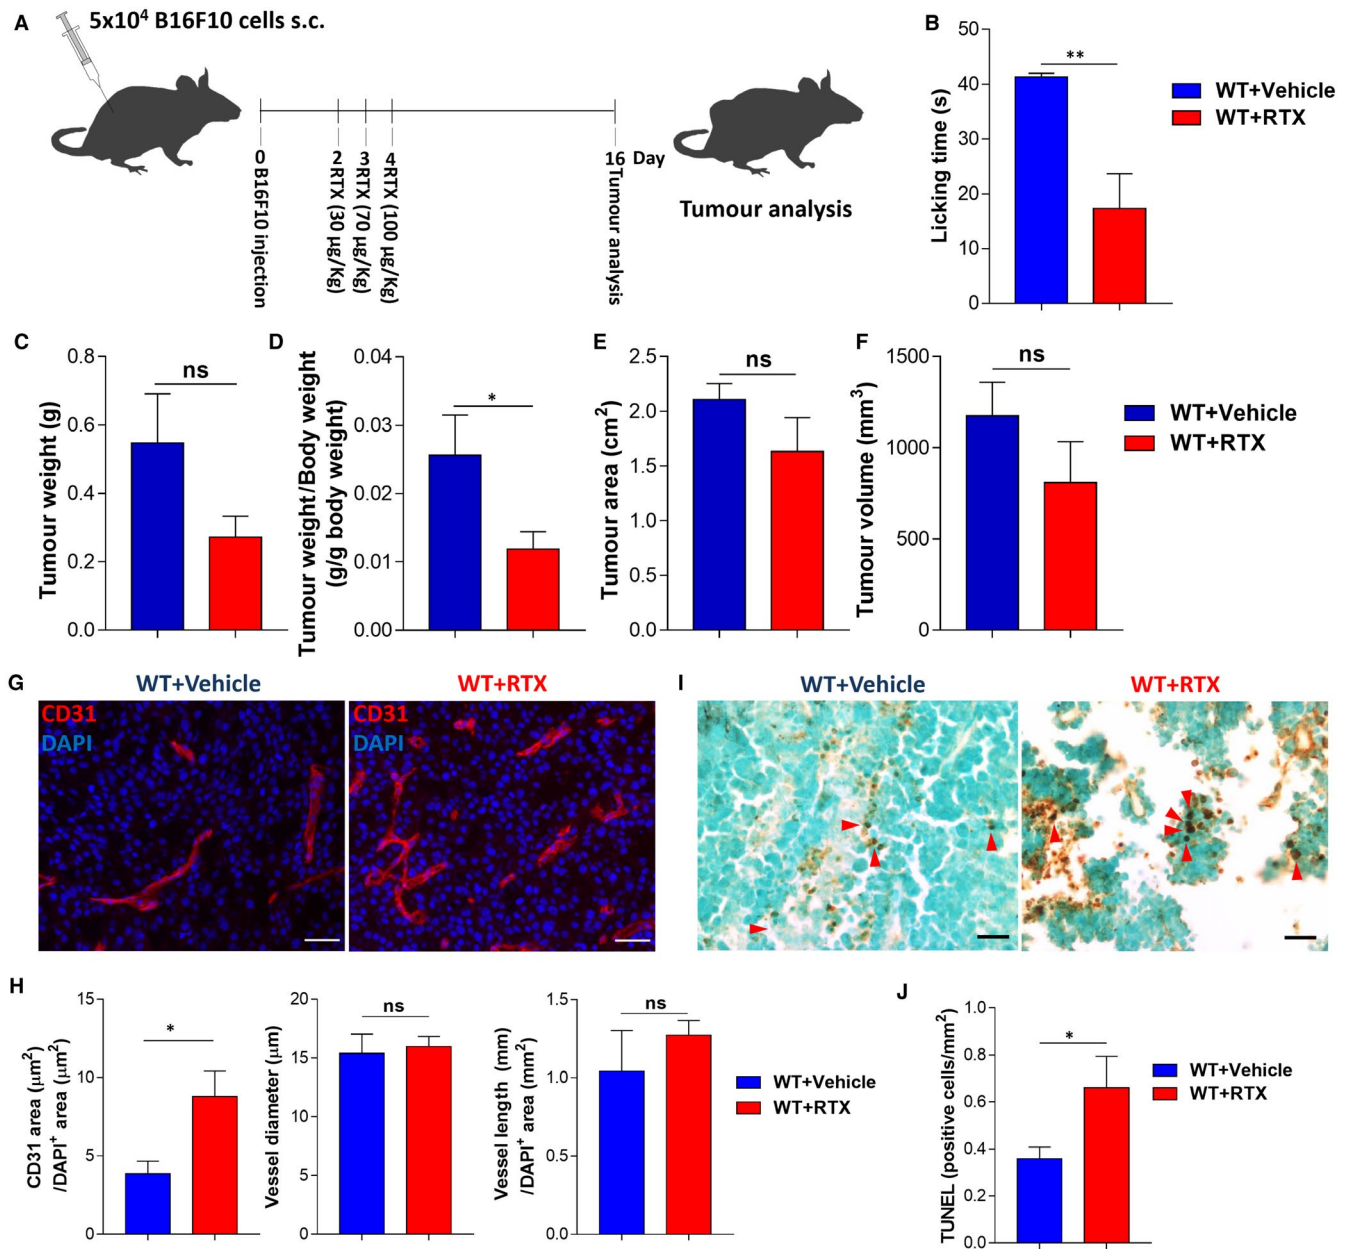 A
5x10⁴ B16F10 cells s.c.
0 B16F10 injection
2 RTX (30 µg/Kg)
3 RTX (70 µg/Kg)
4 RTX (100 µg/Kg)
16 Day
Tumour analysis
Tumour analysis
B
Licking time (s)
50
40
30
20
10
0
**
WT+Vehicle
WT+RTX
C
Tumour weight (g)
0.8
0.6
0.4
0.2
0.0
ns
D
Tumour weight/Body weight
(g/g body weight)
0.04
0.03
0.02
0.01
0.00
*
E
Tumour area (cm²)
2.5
2.0
1.5
1.0
0.5
0.0
ns
F
Tumour volume (mm³)
1500
1000
500
0
ns
WT+Vehicle
WT+RTX
G
WT+Vehicle
WT+RTX
CD31
DAPI
CD31
DAPI
I
WT+Vehicle
WT+RTX
H
CD31 area (µm²)
/DAPI⁺ area (µm²)
15
10
5
0
*
Vessel diameter (µm)
20
15
10
5
0
ns
Vessel length (mm)
/DAPI⁺ area (mm²)
1.5
1.0
0.5
0.0
ns
WT+Vehicle
WT+RTX
J
TUNEL (positive cells/mm²)
1.0
0.8
0.6
0.4
0.2
0.0
*
WT+Vehicle
WT+RTX